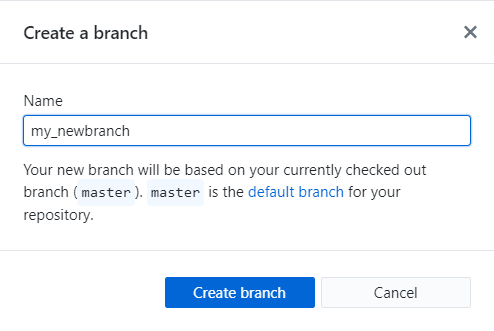 Create a branch
Name
my_newbranch
Your new branch will be based on your currently checked out
branch ( master ). master is the default branch for your
repository.
Create branch
Cancel